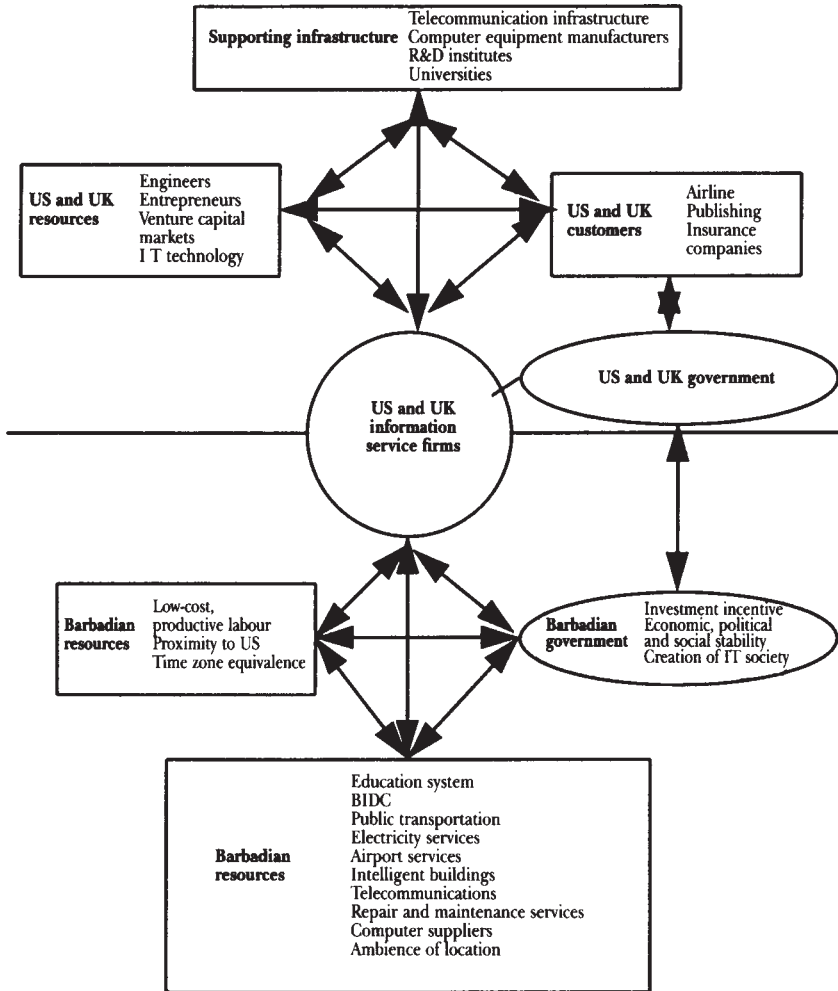 Supporting infrastructure
Telecommunication infrastructure
Computer equipment manufacturers
R&D institutes
Universities
US and UK
resources
Engineers
Entrepreneurs
Venture capital
markets
I T technology
US and UK
customers
Airline
Publishing
Insurance
companies
US and UK government
US and UK
information
service firms
Barbadian
resources
Low-cost,
productive labour
Proximity to US
Time zone equivalence
Barbadian
government
Investment incentive
Economic, political
and social stability
Creation of IT society
Barbadian
resources
Education system
BIDC
Public transportation
Electricity services
Airport services
Intelligent buildings
Telecommunications
Repair and maintenance services
Computer suppliers
Ambience of location